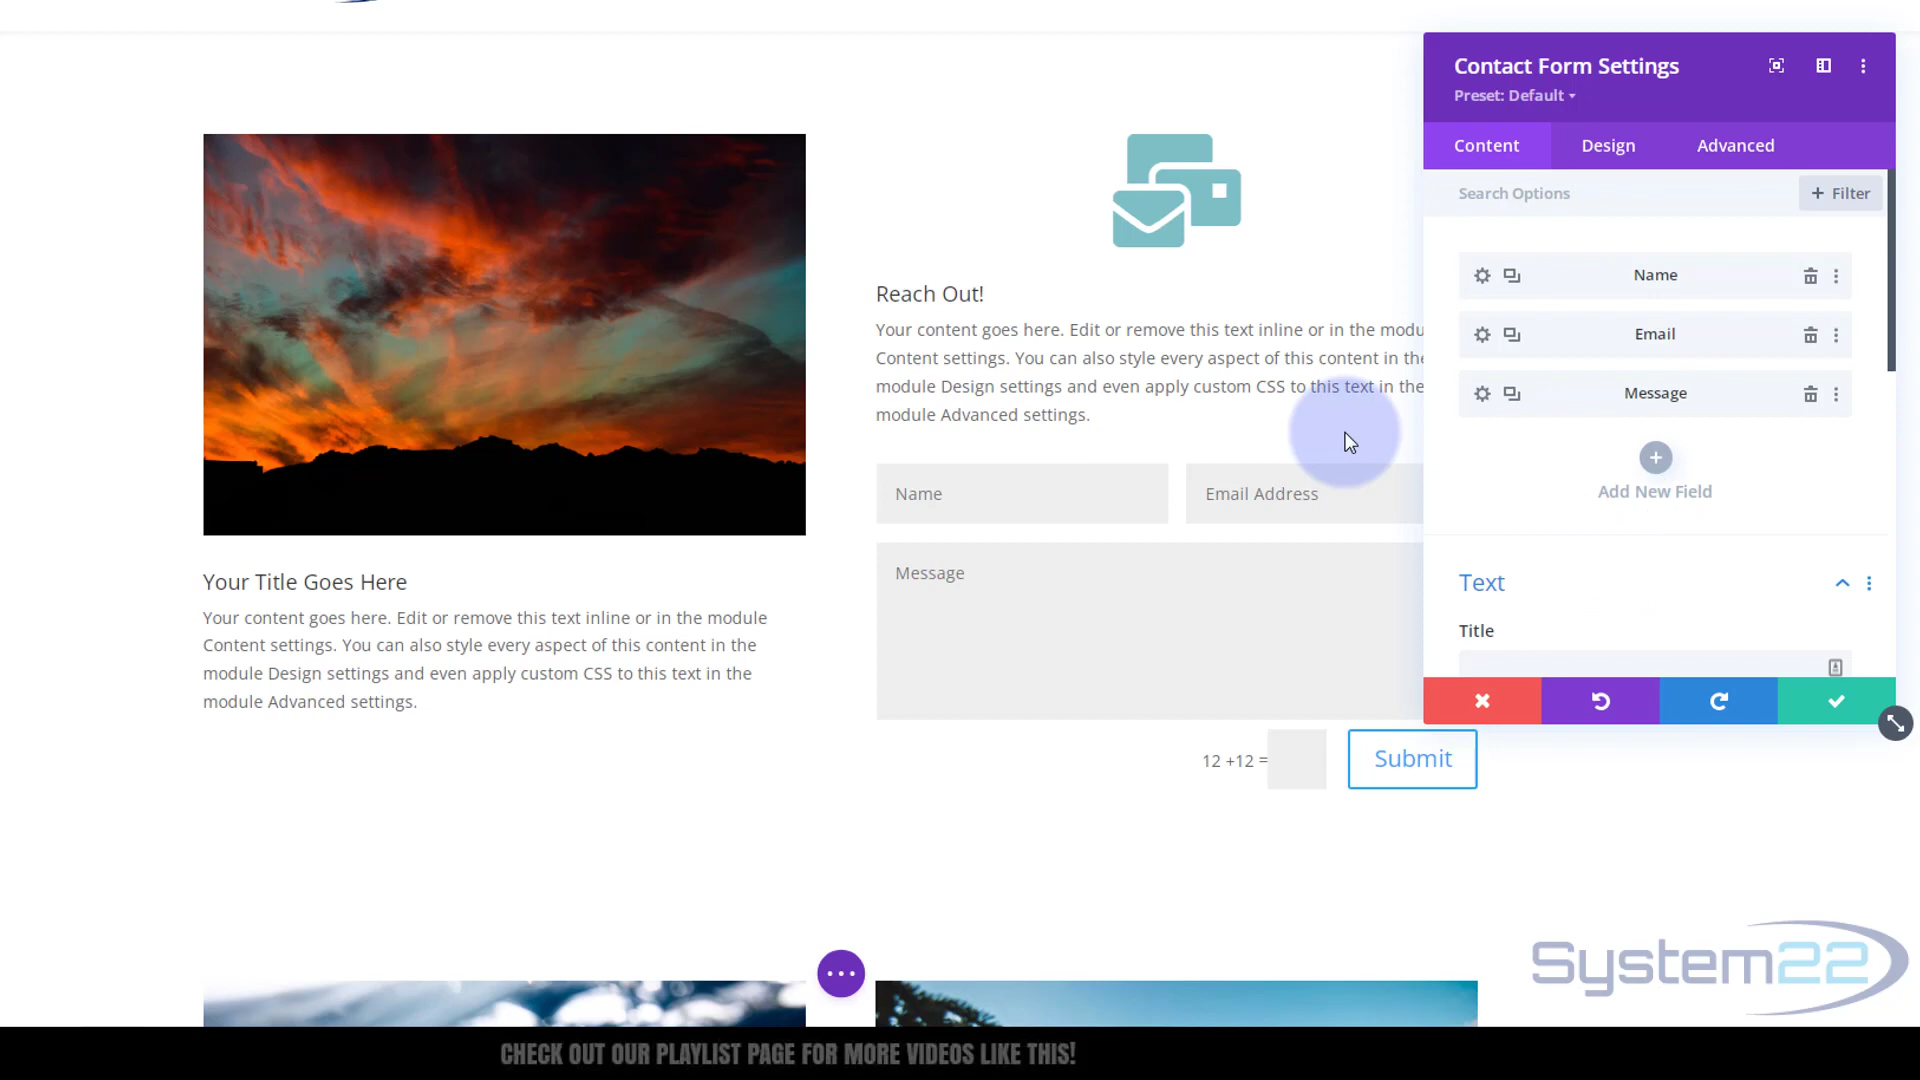 Contact Form Settings
Preset: Default
Content Design Advanced
Search Options
+ Filter
Name
Email
Message
Add New Field
Text
Title
Reach Out!
Your content goes here. Edit or remove this text inline or in the modu
Content settings. You can also style every aspect of this content in the
module Design settings and even apply custom CSS to this text in the
module Advanced settings.
Name
Email Address
Message
12 +12 =
Submit
Your Title Goes Here
Your content goes here. Edit or remove this text inline or in the module
Content settings. You can also style every aspect of this content in the
module Design settings and even apply custom CSS to this text in the
module Advanced settings.
System22
CHECK OUT OUR PLAYLIST PAGE FOR MORE VIDEOS LIKE THIS!